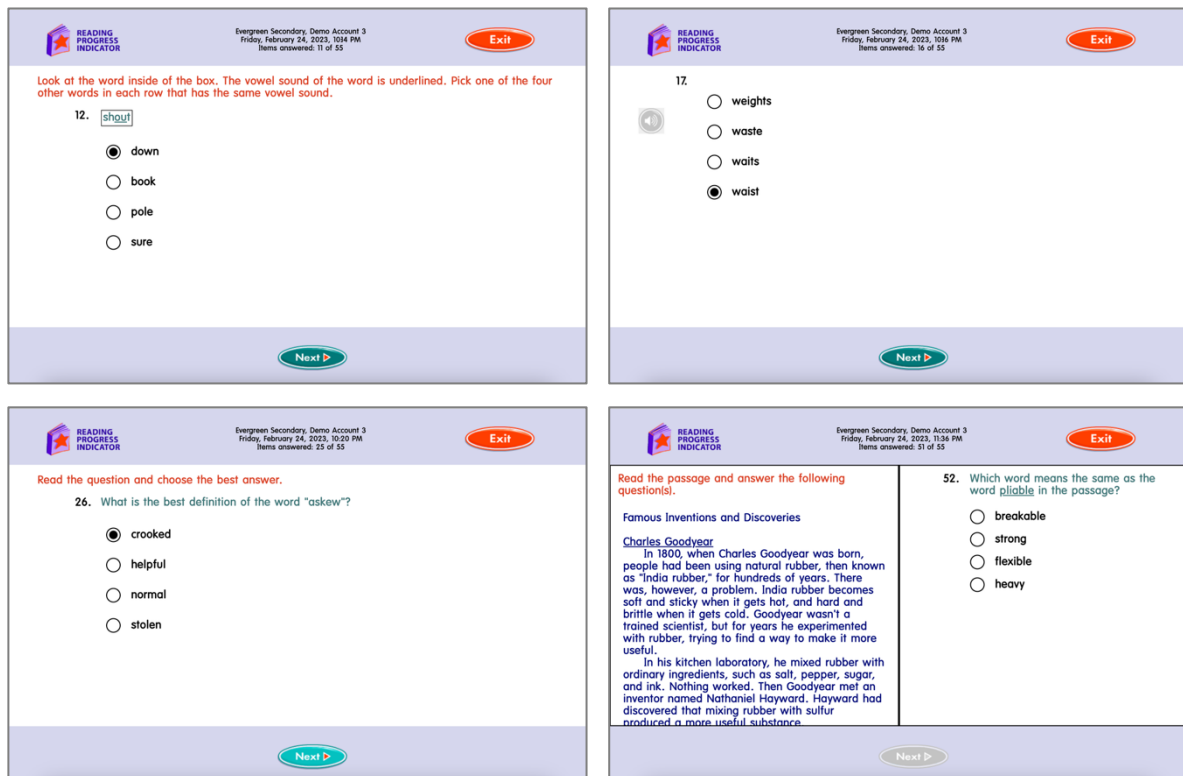 READING
PROGRESS
INDICATOR
Evergreen Secondary, Demo Account 3
Friday, February 24, 2023, 10:14 PM
Items answered: 11 of 55
Exit
Look at the word inside of the box. The vowel sound of the word is underlined. Pick one of the four
other words in each row that has the same vowel sound.
12. shout
down
book
pole
sure
Next
READING
PROGRESS
INDICATOR
Evergreen Secondary, Demo Account 3
Friday, February 24, 2023, 10:16 PM
Items answered: 16 of 55
Exit
17.
weights
waste
waits
waist
Next
READING
PROGRESS
INDICATOR
Evergreen Secondary, Demo Account 3
Friday, February 24, 2023, 10:20 PM
Items answered: 25 of 55
Exit
Read the question and choose the best answer.
26. What is the best definition of the word "askew"?
crooked
helpful
normal
stolen
Next
READING
PROGRESS
INDICATOR
Evergreen Secondary, Demo Account 3
Friday, February 24, 2023, 11:36 PM
Items answered: 51 of 55
Exit
Read the passage and answer the following
question(s).
Famous Inventions and Discoveries
Charles Goodyear
In 1800, when Charles Goodyear was born,
people had been using natural rubber, then known
as "India rubber," for hundreds of years. There
was, however, a problem. India rubber becomes
soft and sticky when it gets hot, and hard and
brittle when it gets cold. Goodyear wasn't a
trained scientist, but for years he experimented
with rubber, trying to find a way to make it more
useful.
In his kitchen laboratory, he mixed rubber with
ordinary ingredients, such as salt, pepper, sugar,
and ink. Nothing worked. Then Goodyear met an
inventor named Nathaniel Hayward. Hayward had
discovered that mixing rubber with sulfur
produced a more useful substance
52. Which word means the same as the
word pliable in the passage?
breakable
strong
flexible
heavy
Next